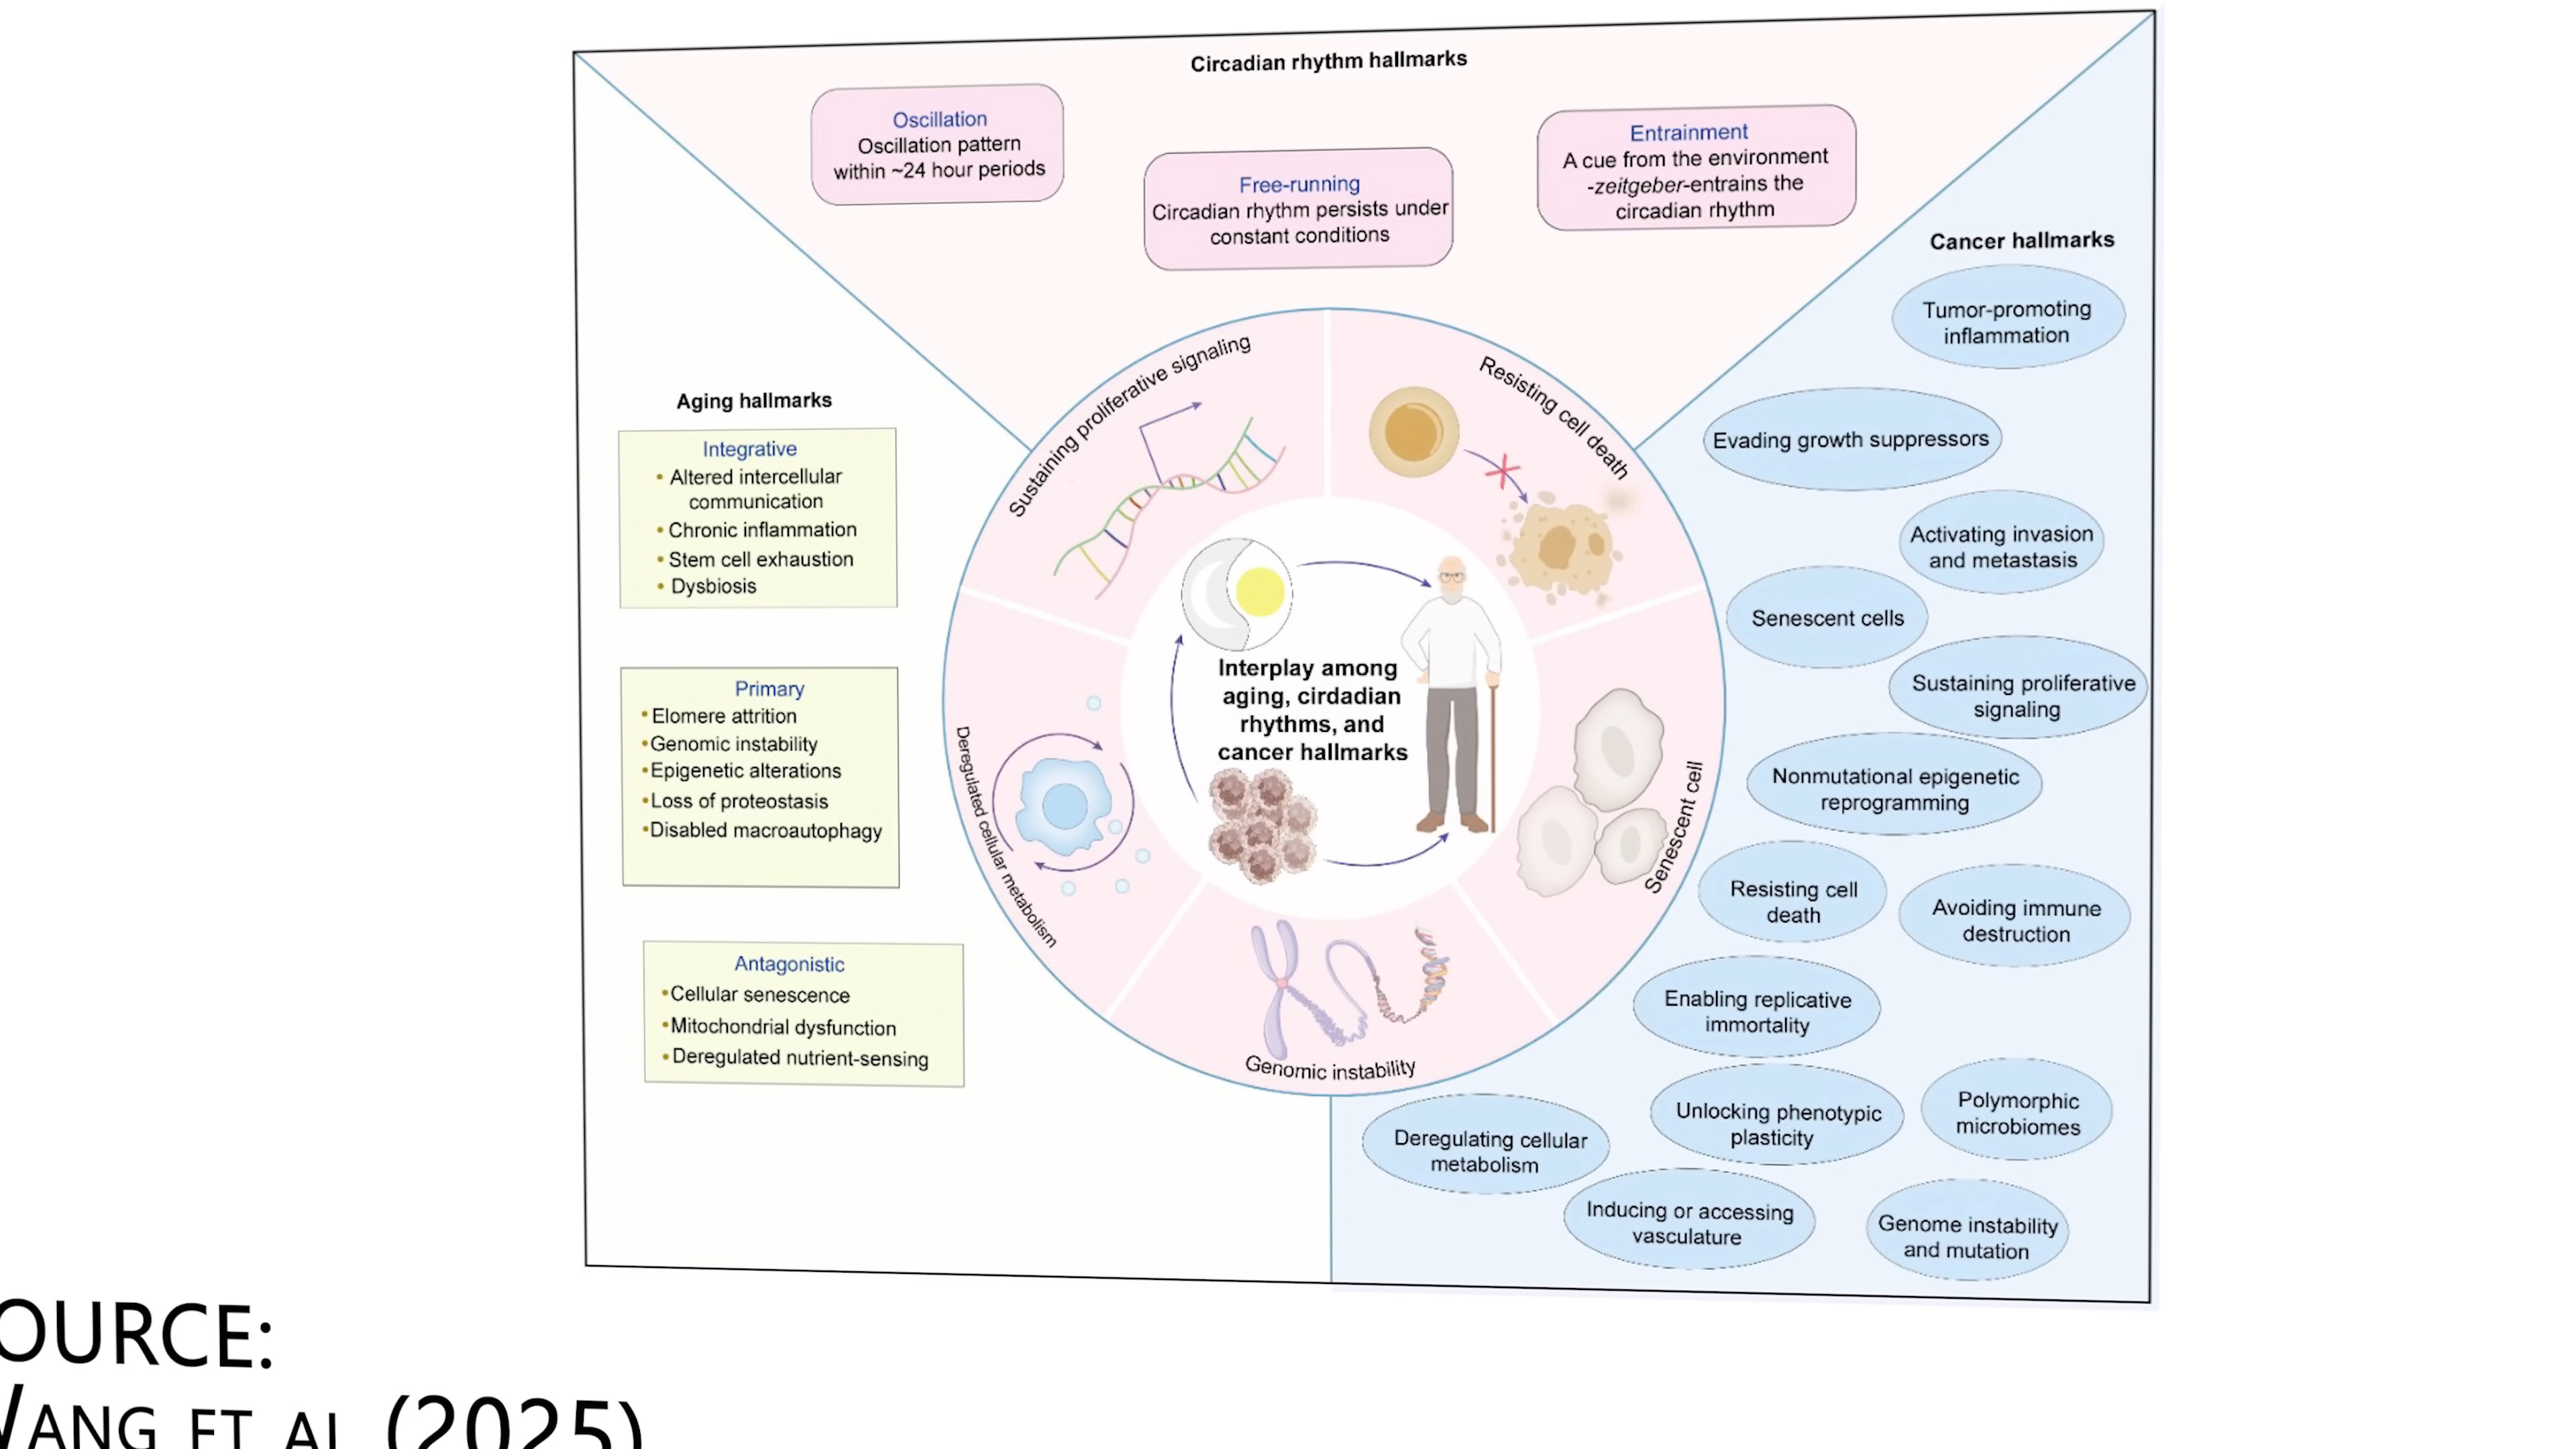 Circadian rhythm hallmarks
Oscillation
Oscillation pattern
within ~24 hour periods
Free-running
Circadian rhythm persists under
constant conditions
Entrainment
A cue from the environment
-zeitgeber-entrains the
circadian rhythm
Aging hallmarks
Integrative
• Altered intercellular
communication
• Chronic inflammation
• Stem cell exhaustion
• Dysbiosis
Primary
• Elomere attrition
• Genomic instability
• Epigenetic alterations
• Loss of proteostasis
• Disabled macroautophagy
Antagonistic
• Cellular senescence
• Mitochondrial dysfunction
• Deregulated nutrient-sensing
Sustaining proliferative signaling
Resisting cell death
Senescent cell
Genomic instability
Deregulated cellular metabolism
Interplay among
aging, cirdadian
rhythms, and
cancer hallmarks
Cancer hallmarks
Tumor-promoting
inflammation
Evading growth suppressors
Activating invasion
and metastasis
Senescent cells
Sustaining proliferative
signaling
Nonmutational epigenetic
reprogramming
Resisting cell
death
Avoiding immune
destruction
Enabling replicative
immortality
Unlocking phenotypic
plasticity
Polymorphic
microbiomes
Deregulating cellular
metabolism
Inducing or accessing
vasculature
Genome instability
and mutation
OURCE:
WANG ET AL (2025)